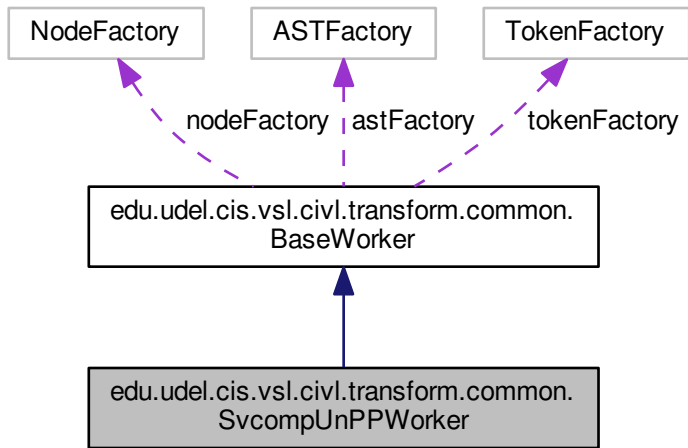 NodeFactory
ASTFactory
TokenFactory
nodeFactory
astFactory
tokenFactory
edu.udel.cis.vsl.civl.transform.common.
BaseWorker
edu.udel.cis.vsl.civl.transform.common.
SvcompUnPPWorker